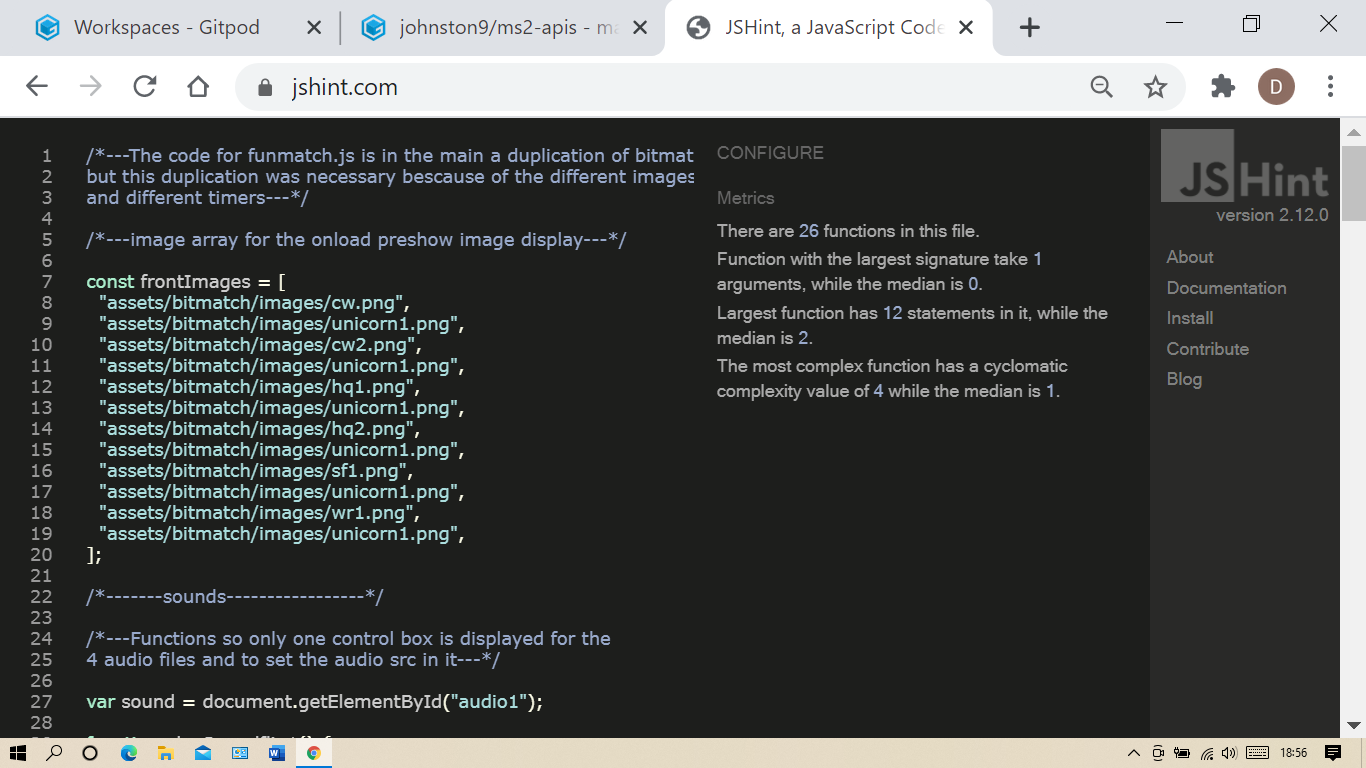 Workspaces - Gitpod
johnston9/ms2-apis - ma
JSHint, a JavaScript Code
jshint.com
D
1 /*---The code for funmatch.js is in the main a duplication of bitmat
2 but this duplication was necessary bescause of the different images
3 and different timers---*/
4
5 /*---image array for the onload preshow image display---*/
6
7 const frontImages = [
8 "assets/bitmatch/images/cw.png",
9 "assets/bitmatch/images/unicorn1.png",
10 "assets/bitmatch/images/cw2.png",
11 "assets/bitmatch/images/unicorn1.png",
12 "assets/bitmatch/images/hq1.png",
13 "assets/bitmatch/images/unicorn1.png",
14 "assets/bitmatch/images/hq2.png",
15 "assets/bitmatch/images/unicorn1.png",
16 "assets/bitmatch/images/sf1.png",
17 "assets/bitmatch/images/unicorn1.png",
18 "assets/bitmatch/images/wr1.png",
19 "assets/bitmatch/images/unicorn1.png",
20 ];
21
22 /*-------sounds-----------------*/
23
24 /*---Functions so only one control box is displayed for the
25 4 audio files and to set the audio src in it---*/
26
27 var sound = document.getElementById("audio1");
28
CONFIGURE
Metrics
There are 26 functions in this file.
Function with the largest signature take 1
arguments, while the median is 0.
Largest function has 12 statements in it, while the
median is 2.
The most complex function has a cyclomatic
complexity value of 4 while the median is 1.
JSHint
version 2.12.0
About
Documentation
Install
Contribute
Blog
18:56